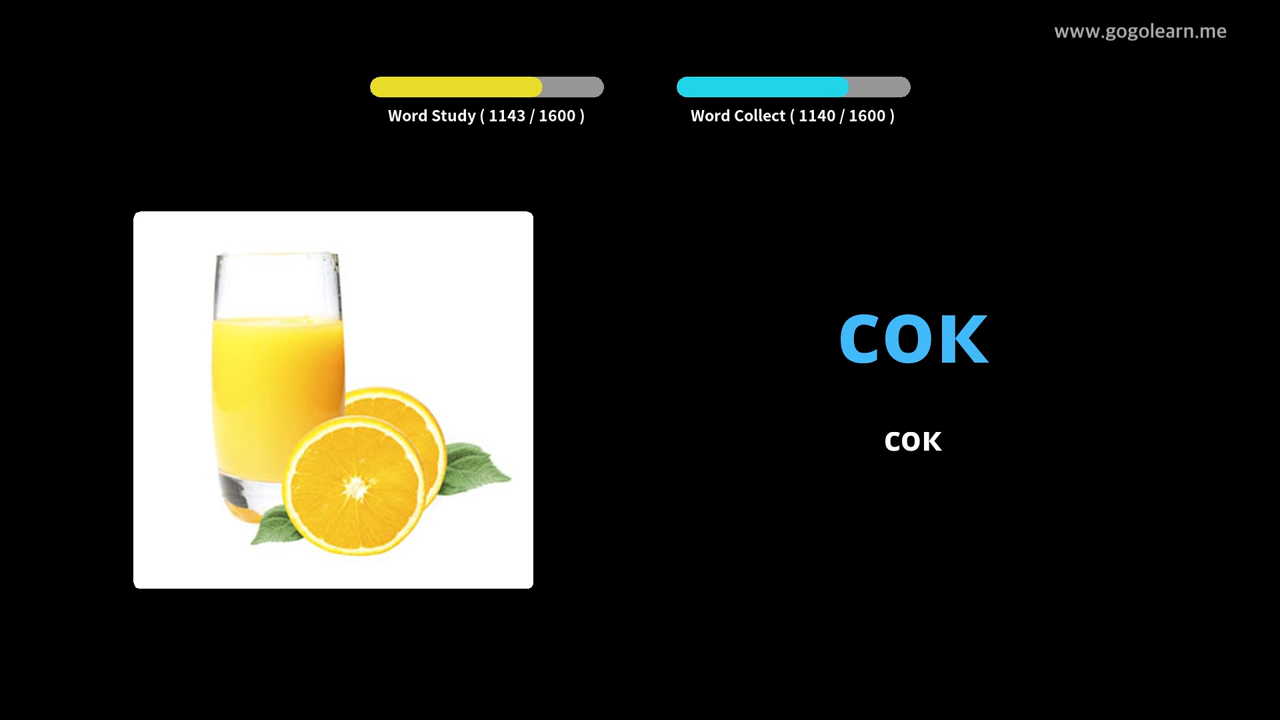 www.gogolearn.me
Word Study ( 1143 / 1600 )
Word Collect ( 1140 / 1600 )
сок
сок